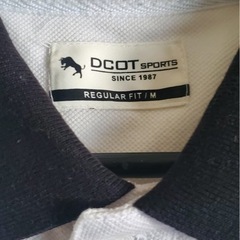 DCOT SPORTS
SINCE 1987
REGULAR FIT / M